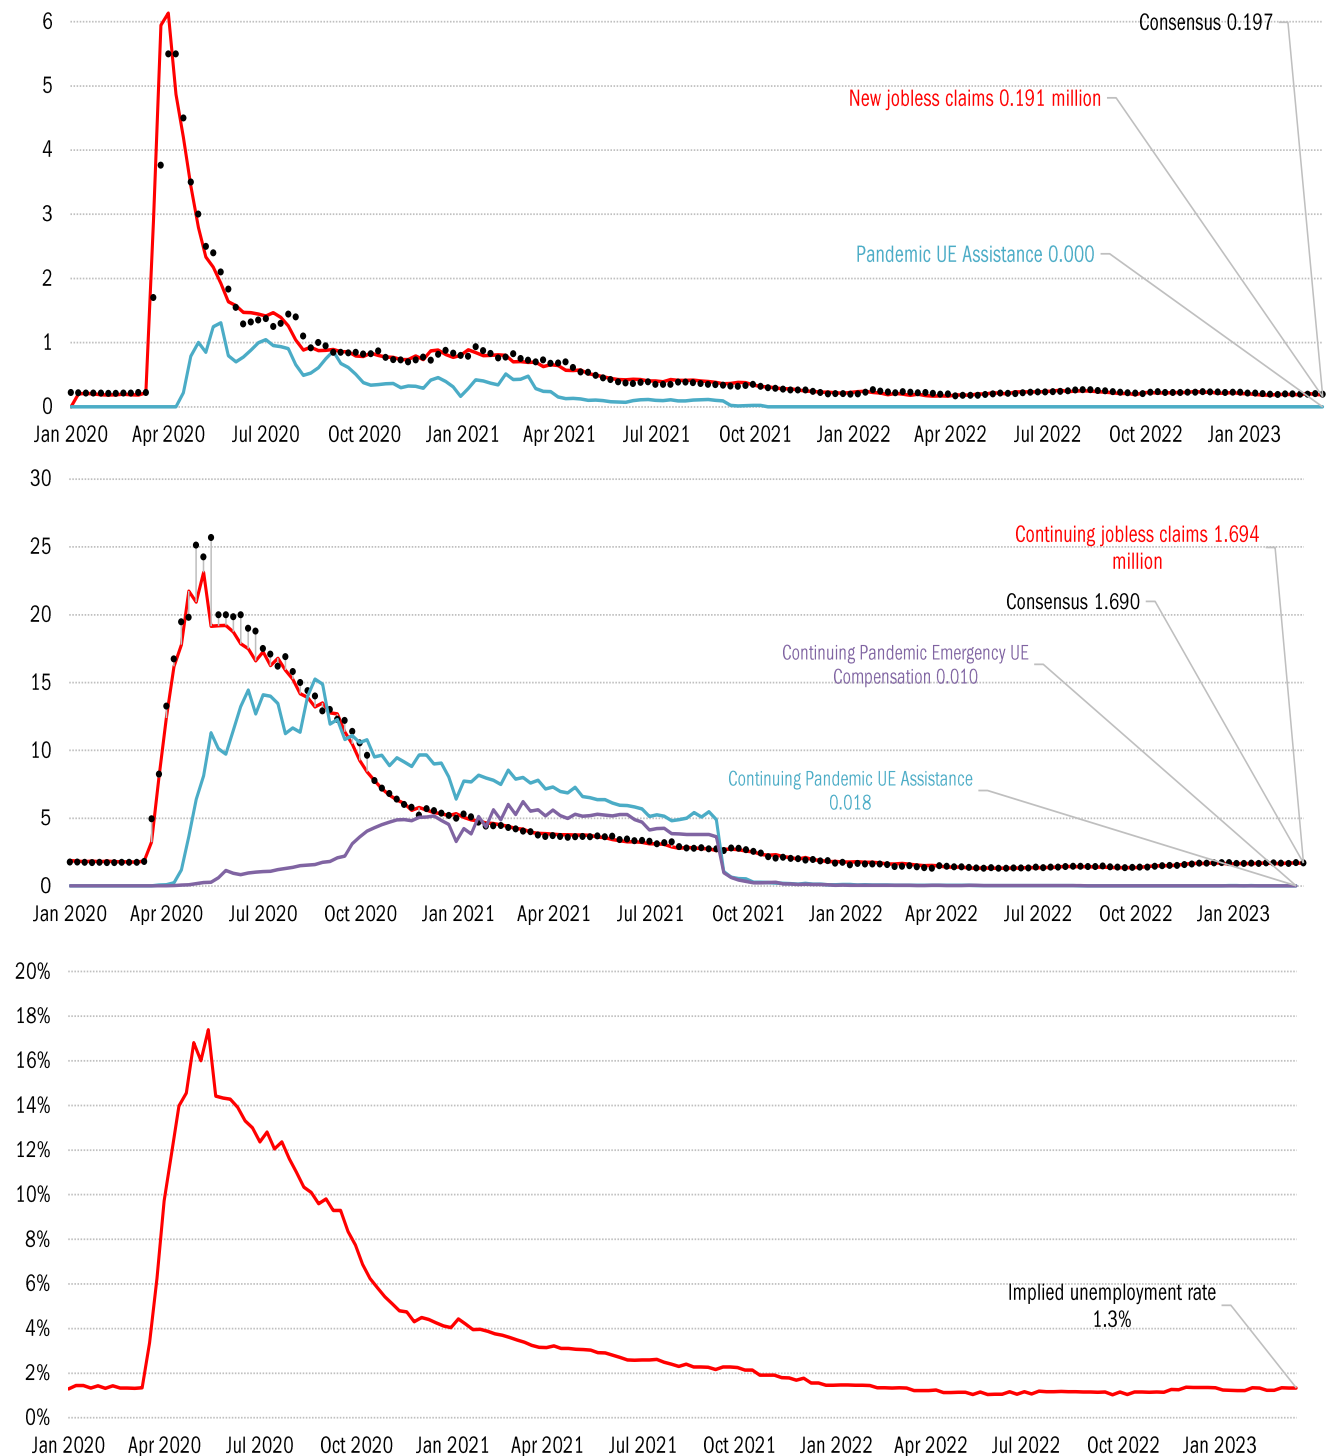 6
Consensus 0.197
5
New jobless claims 0.191 million
4
3
Pandemic UE Assistance 0.000
2
1
0
Jan 2020 Apr 2020 Jul 2020 Oct 2020 Jan 2021 Apr 2021 Jul 2021 Oct 2021 Jan 2022 Apr 2022 Jul 2022 Oct 2022 Jan 2023
30
25
Continuing jobless claims 1.694
million
Consensus 1.690
20
Continuing Pandemic Emergency UE
Compensation 0.010
15
10
Continuing Pandemic UE Assistance
0.018
5
0
Jan 2020 Apr 2020 Jul 2020 Oct 2020 Jan 2021 Apr 2021 Jul 2021 Oct 2021 Jan 2022 Apr 2022 Jul 2022 Oct 2022 Jan 2023
20%
18%
16%
14%
12%
10%
8%
6%
Implied unemployment rate
1.3%
4%
2%
0%
Jan 2020 Apr 2020 Jul 2020 Oct 2020 Jan 2021 Apr 2021 Jul 2021 Oct 2021 Jan 2022 Apr 2022 Jul 2022 Oct 2022 Jan 2023